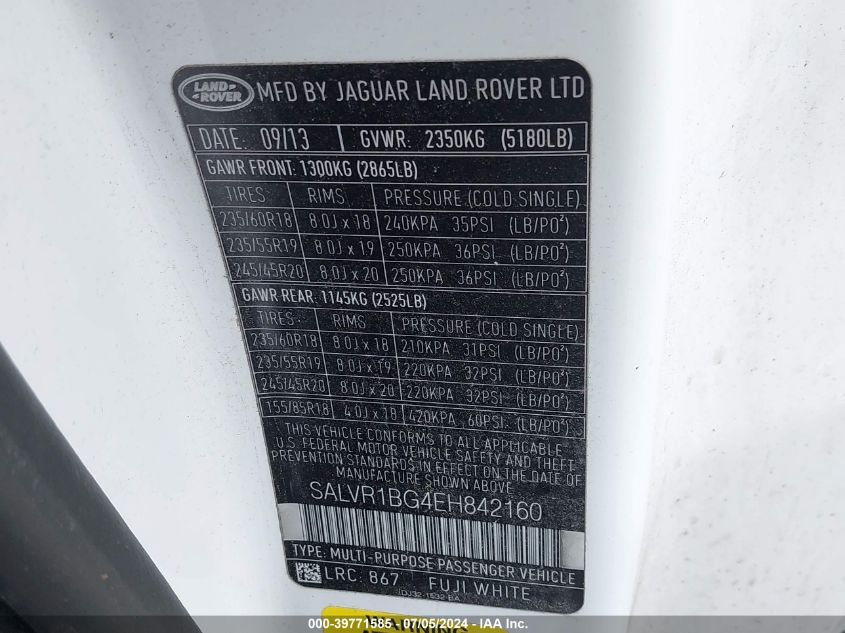 LAND ROVER
MFD BY JAGUAR LAND ROVER LTD
DATE: 09/13 GVWR: 2350KG (5180LB)
GAWR FRONT: 1300KG (2865LB)
TIRES RIMS PRESSURE (COLD SINGLE)
235/60R18 8.0J x 18 240KPA 35PSI (LB/PO²)
235/55R19 8.0J x 19 250KPA 36PSI (LB/PO²)
245/45R20 8.0J x 20 250KPA 36PSI (LB/PO²)
GAWR REAR: 1145KG (2525LB)
TIRES: RIMS PRESSURE (COLD SINGLE)
235/60R18 8.0J x 18 210KPA 31PSI (LB/PO²)
235/55R19 8.0J x 19 220KPA 32PSI (LB/PO²)
245/45R20 8.0J x 20 220KPA 32PSI (LB/PO²)
155/85R18 4.0J x 18 420KPA 60PSI (LB/PO²)
THIS VEHICLE CONFORMS TO ALL APPLICABLE
U.S. FEDERAL MOTOR VEHICLE SAFETY AND THEFT
PREVENTION STANDARDS IN EFFECT ON THE DATE OF
MANUFACTURE SHOWN ABOVE.
SALVR1BG4EH842160
TYPE: MULTI-PURPOSE PASSENGER VEHICLE
LRC: 867 FUJI WHITE
DJ32-1532-BA
WARNING
000-39771585 - 07/05/2024 - IAA Inc.